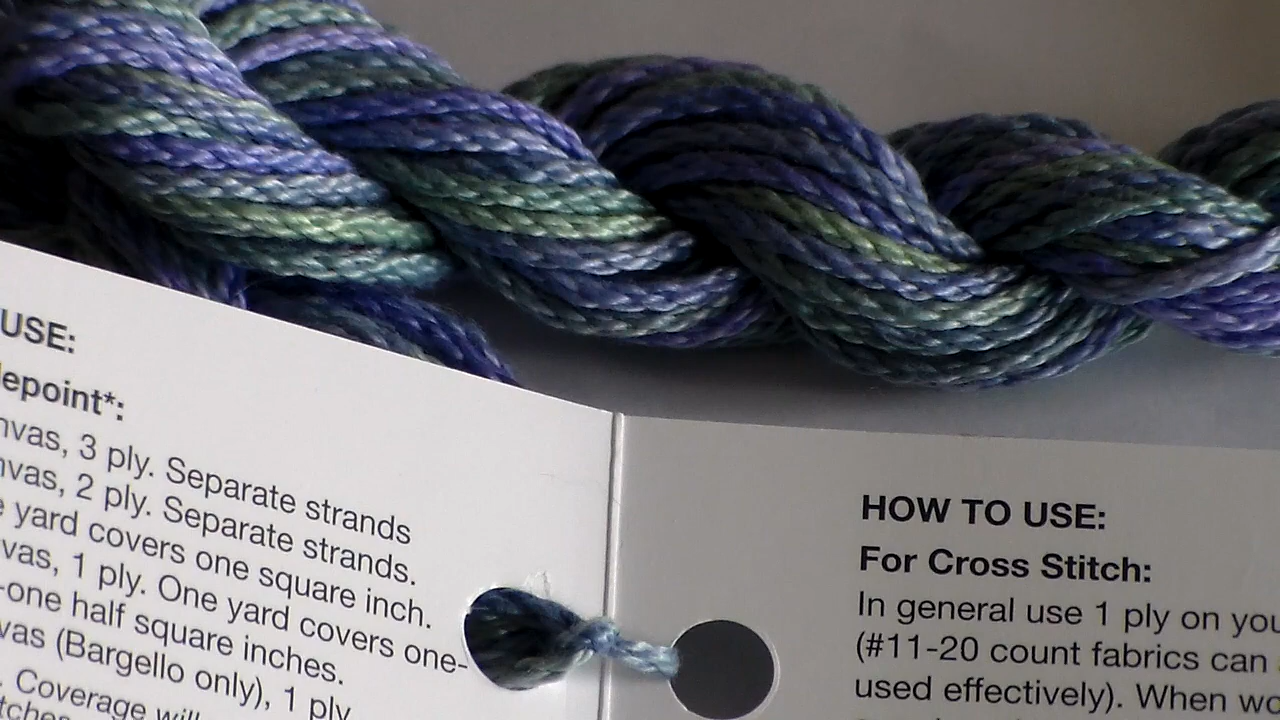 USE:
lepoint*:
nvas, 3 ply. Separate strands
nvas, 2 ply. Separate strands.
e yard covers one square inch.
vas, 1 ply. One yard covers one-
-one half square inches.
vas (Bargello only), 1 ply
. Coverage will
tches
HOW TO USE:
For Cross Stitch:
In general use 1 ply on you
(#11-20 count fabrics can
used effectively). When wo